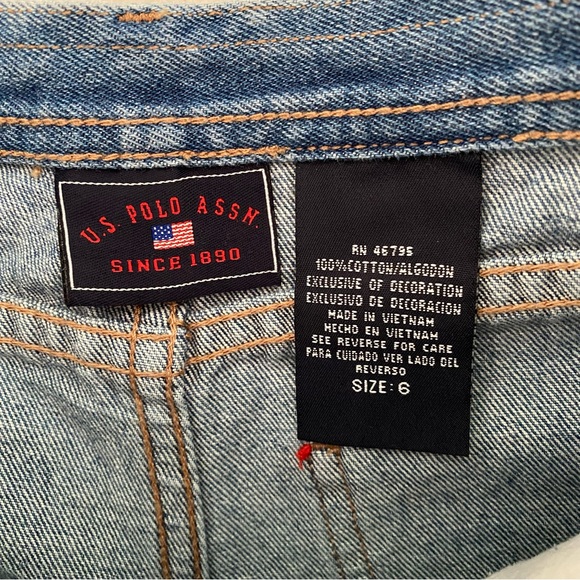 U.S. POLO ASSN.
SINCE 1890
RN 46795
100%COTTON/ALGODON
EXCLUSIVE OF DECORATION
EXCLUSIVO DE DECORACION
MADE IN VIETNAM
HECHO EN VIETNAM
SEE REVERSE FOR CARE
PARA CUIDADO VER LADO DEL
REVERSO
SIZE: 6